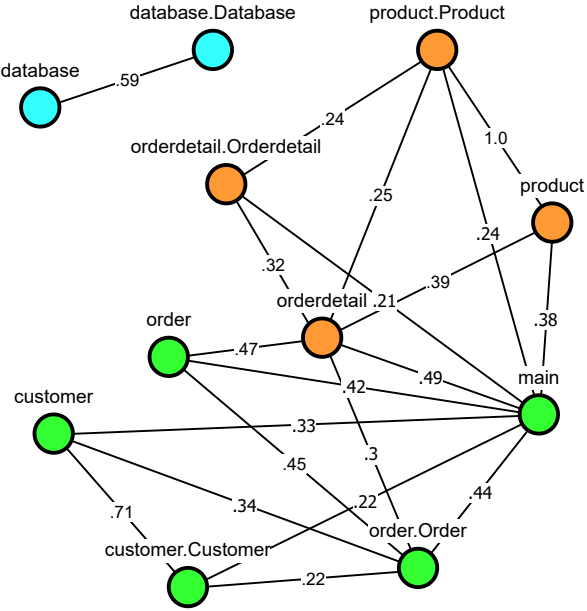 database.Database
product.Product
database
.59
.24
1.0
orderdetail.Orderdetail
product
.25
.24
.32
.39
orderdetail
.21
order
.38
.47
.49
main
.42
customer
.33
.3
.45
.44
.71
.34
.22
order.Order
customer.Customer
.22